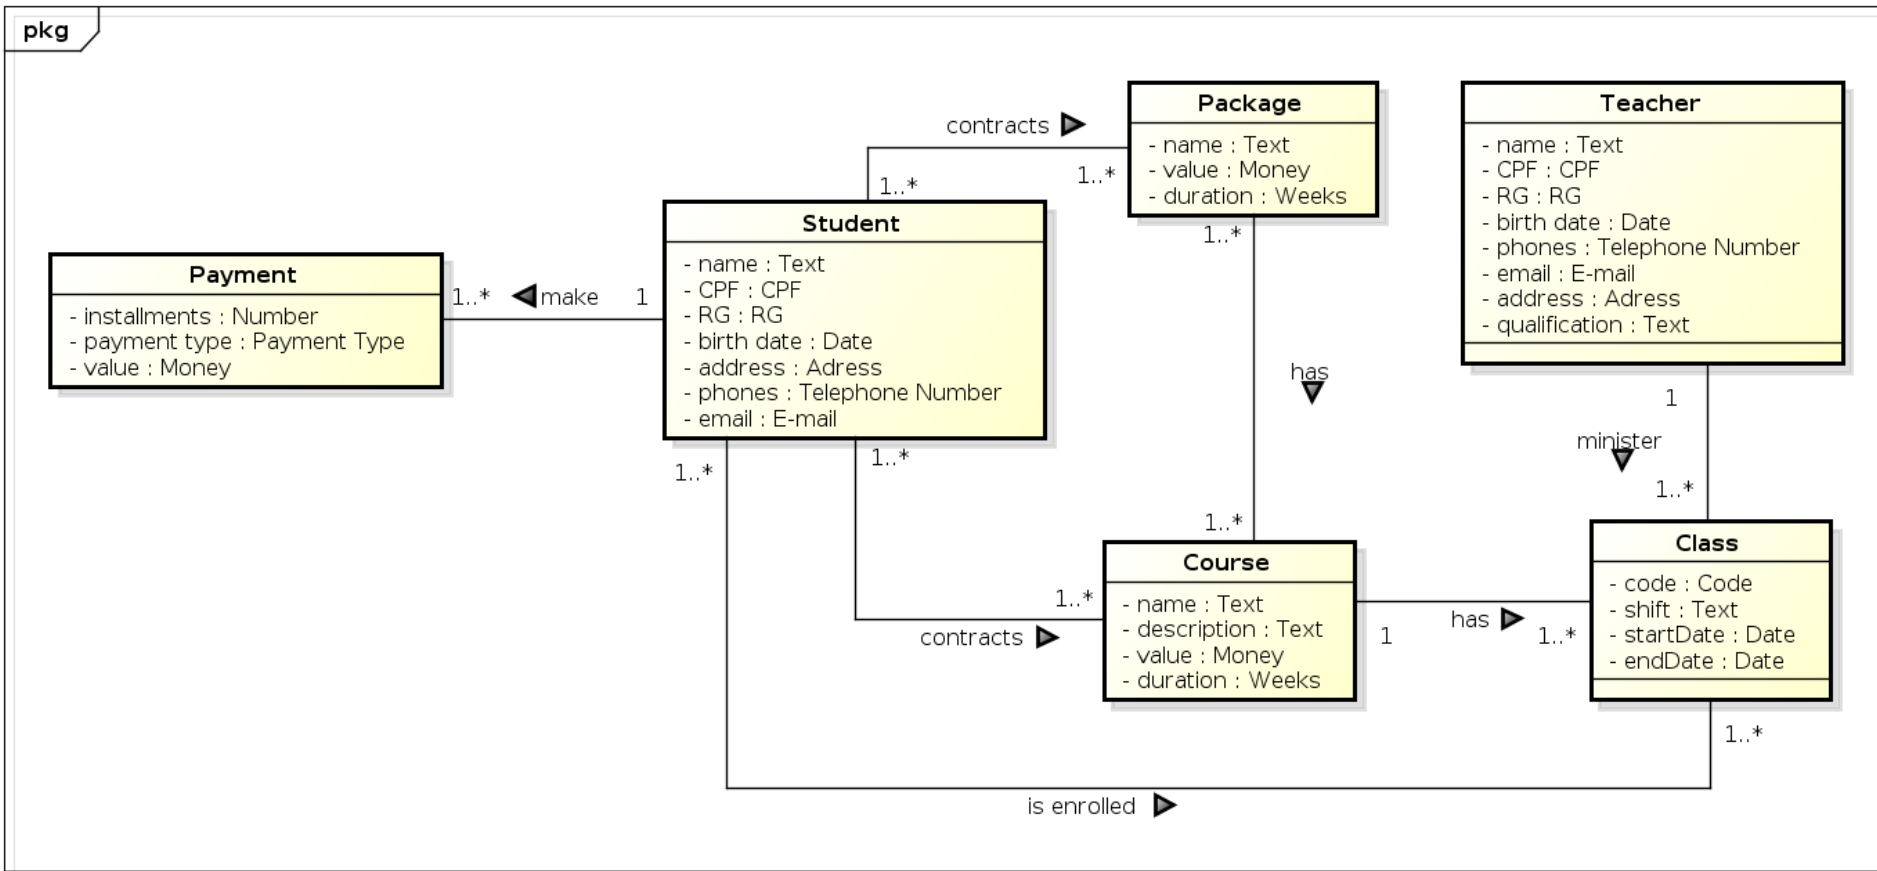 pkg
contracts
1..*
1..*
Package
- name : Text
- value : Money
- duration : Weeks
1..*
Teacher
- name : Text
- CPF : CPF
- RG : RG
- birth date : Date
- phones : Telephone Number
- email : E-mail
- address : Adress
- qualification : Text
1
minister
1..*
Student
- name : Text
- CPF : CPF
- RG : RG
- birth date : Date
- address : Adress
- phones : Telephone Number
- email : E-mail
1..*
1..*
Payment
- installments : Number
- payment type : Payment Type
- value : Money
1..*
make
1
has
1..*
Course
- name : Text
- description : Text
- value : Money
- duration : Weeks
1..*
contracts
1
has
1..*
Class
- code : Code
- shift : Text
- startDate : Date
- endDate : Date
1..*
is enrolled